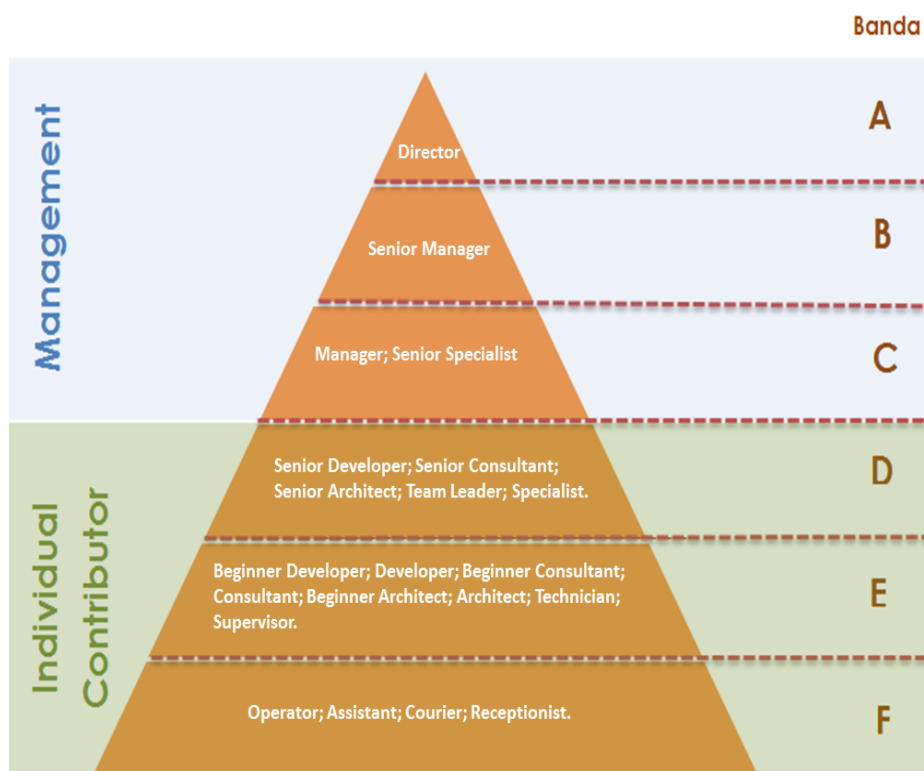 Banda
Management
A
Director
B
Senior Manager
C
Manager; Senior Specialist
Individual
Contributor
D
Senior Developer; Senior Consultant;
Senior Architect; Team Leader; Specialist.
E
Beginner Developer; Developer; Beginner Consultant;
Consultant; Beginner Architect; Architect; Technician;
Supervisor.
F
Operator; Assistant; Courier; Receptionist.